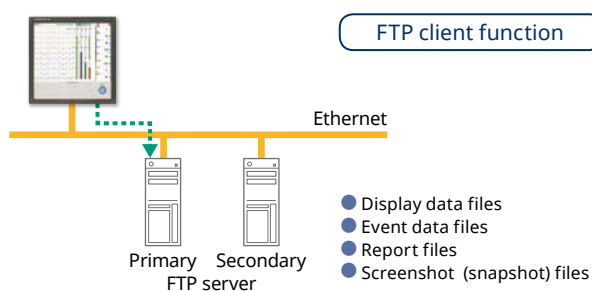 FTP client function
Ethernet
Primary Secondary
FTP server
Display data files
Event data files
Report files
Screenshot (snapshot) files